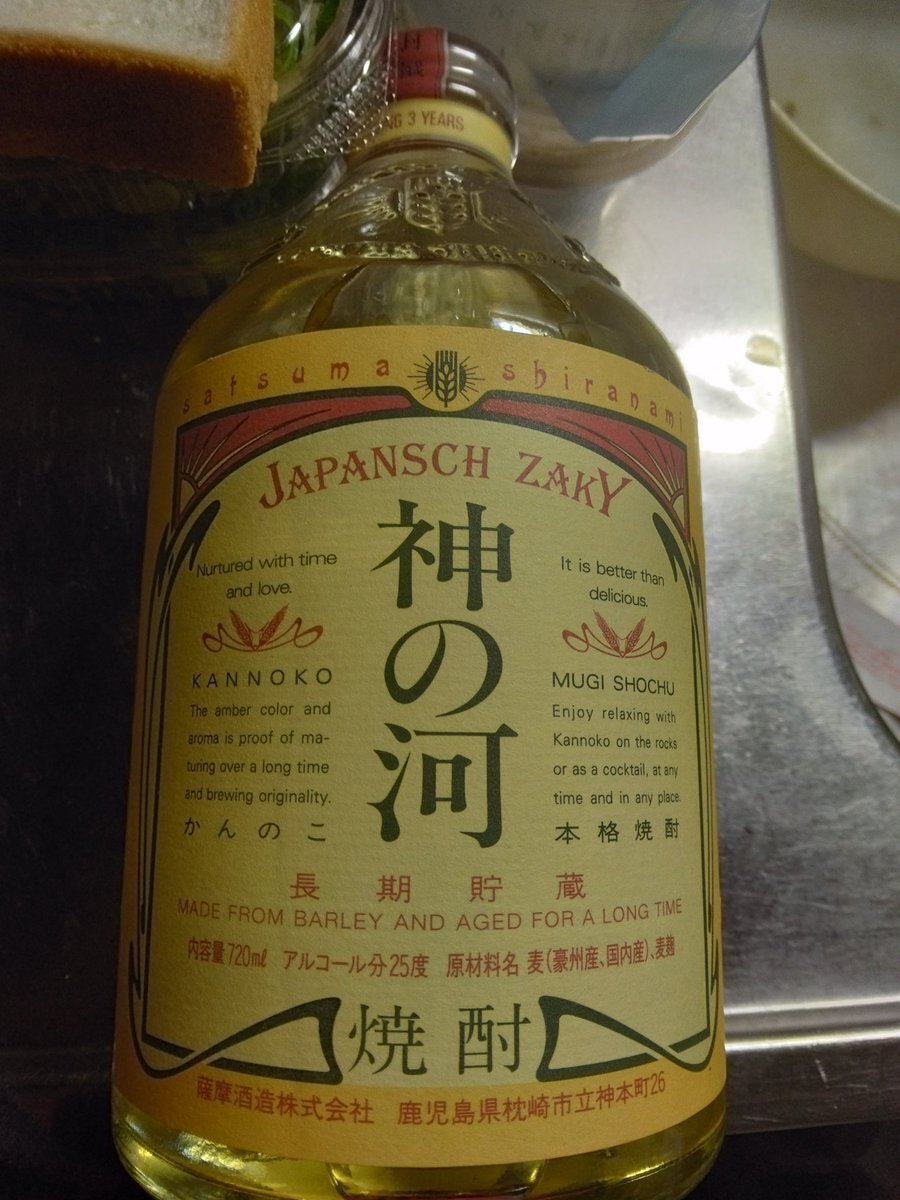 3 YEARS
satsuma shiranami
JAPANSCH ZAKY
神の河
Nurtured with time
and love.
KANNOKO
The amber color and
aroma is proof of ma-
turing over a long time
and brewing originality.
かんのこ
It is better than
delicious.
MUGI SHOCHU
Enjoy relaxing with
Kannoko on the rocks
or as a cocktail, at any
time and in any place.
本格焼酎
長期貯蔵
MADE FROM BARLEY AND AGED FOR A LONG TIME
内容量720ml アルコール分25度 原材料名 麦(豪州産、国内産)、麦麹
焼酎
薩摩酒造株式会社 鹿児島県枕崎市立神本町26